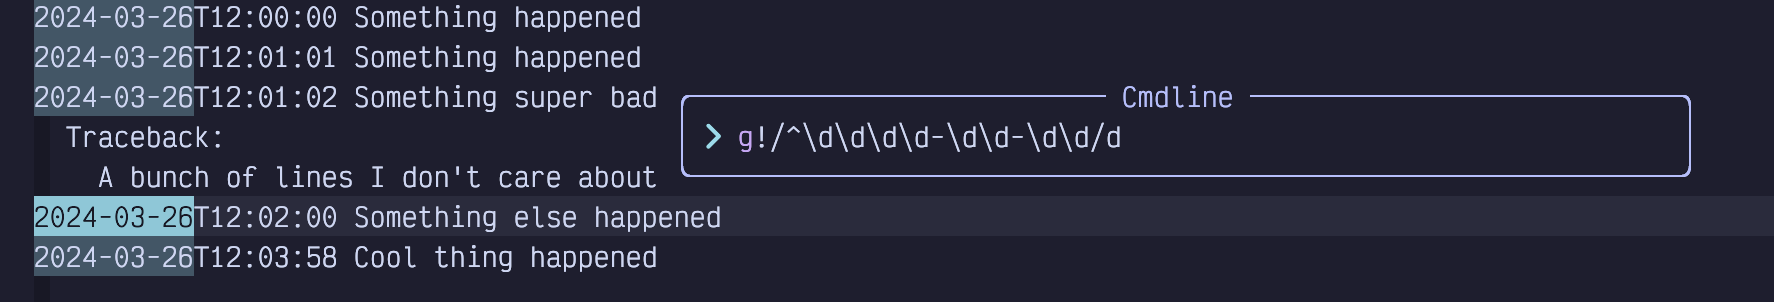 2024-03-26T12:00:00 Something happened
2024-03-26T12:01:01 Something happened
2024-03-26T12:01:02 Something super bad
Cmdline
g!/^\d\d\d\d-\d\d-\d\d/d
Traceback:
A bunch of lines I don't care about
2024-03-26T12:02:00 Something else happened
2024-03-26T12:03:58 Cool thing happened